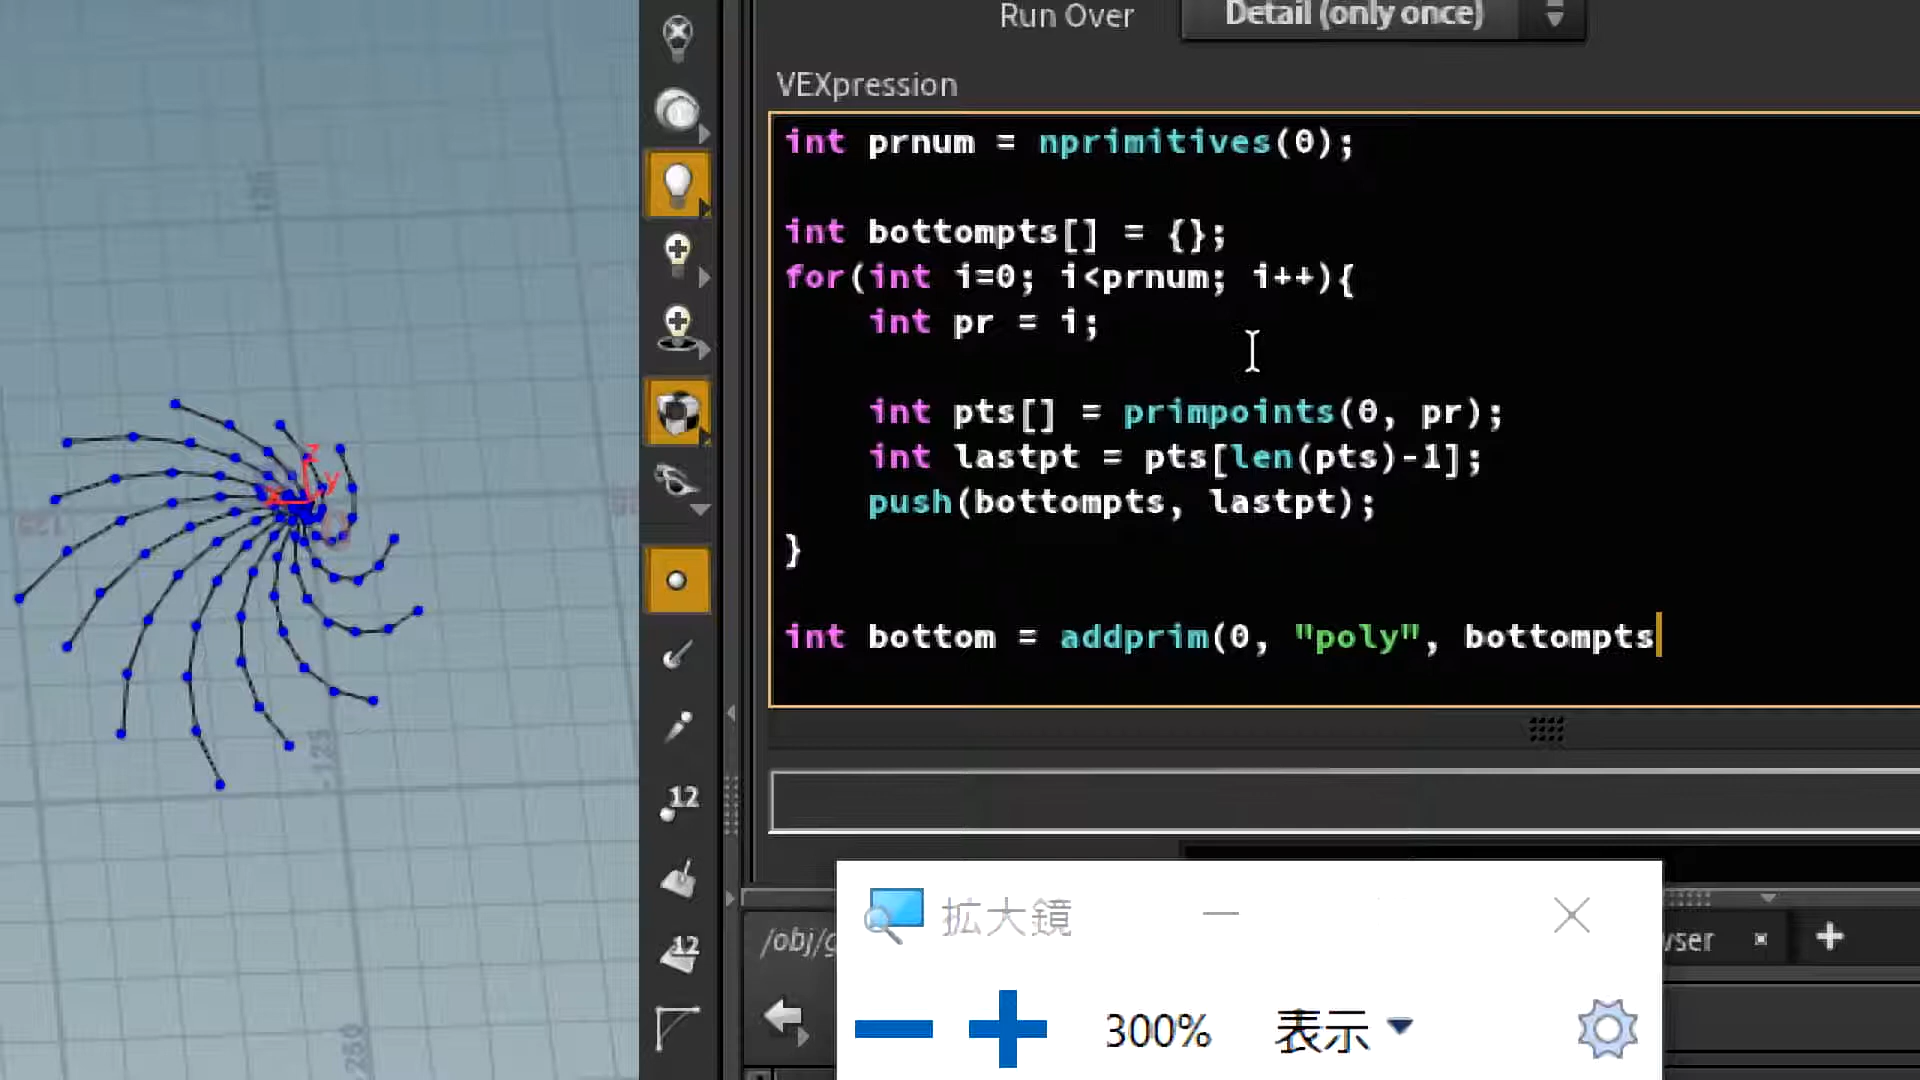 Run Over
Detail (only once)
VEXpression
int prnum = nprimitives(0);
int bottompts[] = {};
for(int i=0; i<prnum; i++){
    int pr = i;
    int pts[] = primpoints(0, pr);
    int lastpt = pts[len(pts)-1];
    push(bottompts, lastpt);
}
int bottom = addprim(0, "poly", bottompts
z
y
x
-125
-250
12
12
/obj/g
拡大鏡
300%
表示